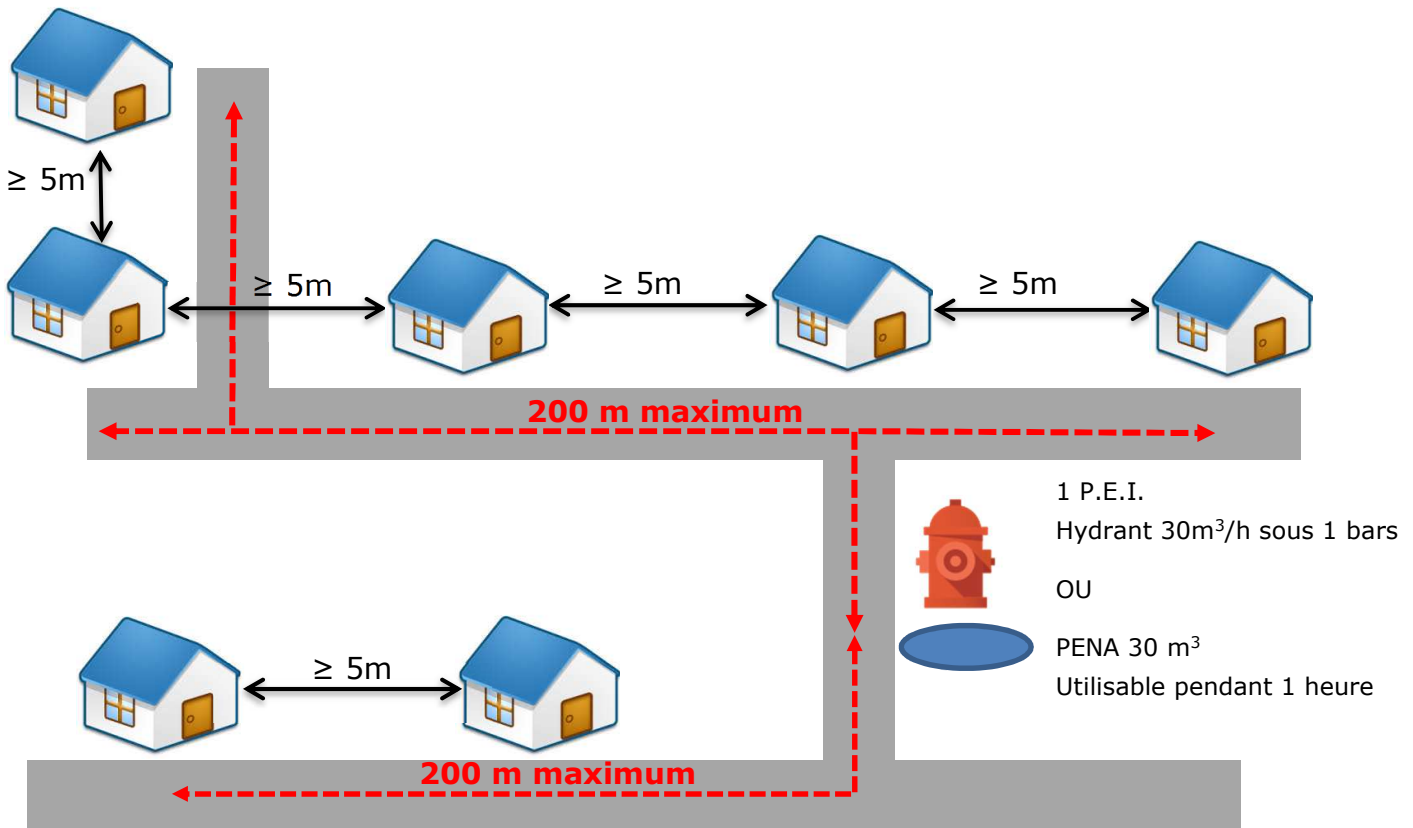 ≥ 5m
≥ 5m
≥ 5m
≥ 5m
200 m maximum
1 P.E.I.
Hydrant 30m³/h sous 1 bars
OU
PENA 30 m³
Utilisable pendant 1 heure
≥ 5m
200 m maximum